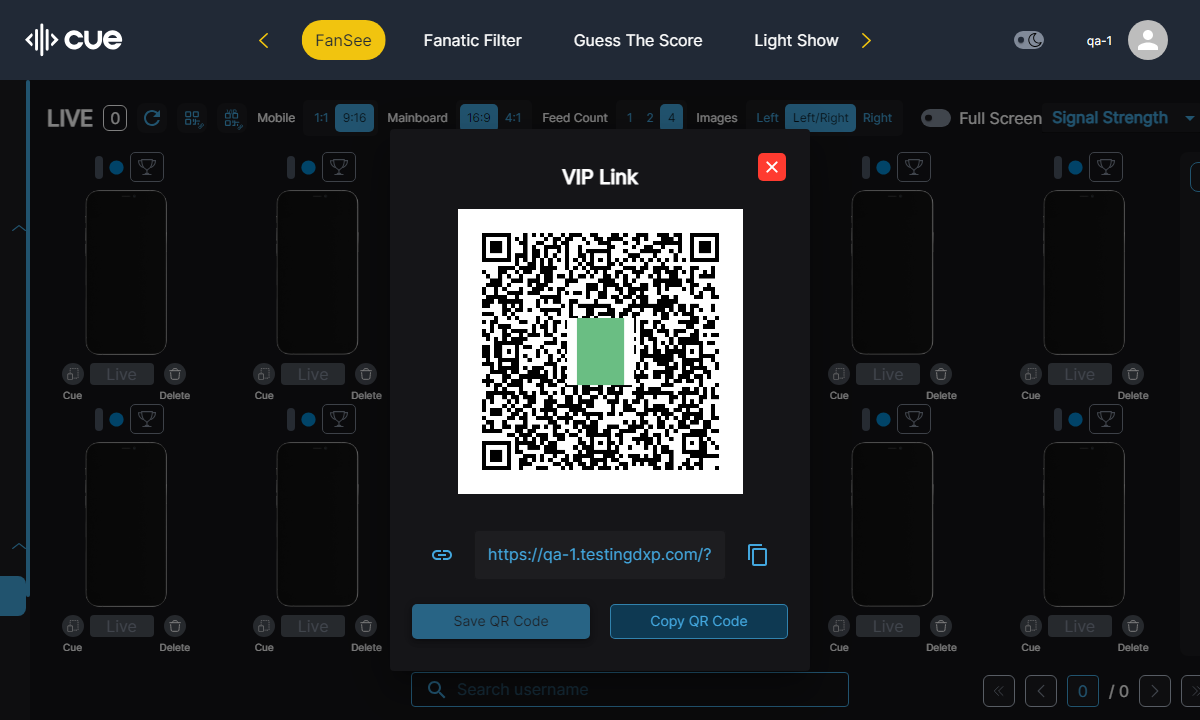 cue
FanSee
Fanatic Filter
Guess The Score
Light Show
qa-1
LIVE 0
Mobile 1:1 9:16
Mainboard 16:9 4:1
Feed Count 1 2 4
Images Left Left/Right Right
Full Screen
Signal Strength
VIP Link
Live Live Live Live
Cue Delete Cue Delete Cue Delete Cue Delete
https://qa-1.testingdxp.com/?
Save QR Code
Copy QR Code
Live Live Live Live
Cue Delete Cue Delete Cue Delete Cue Delete
Search username
0 / 0